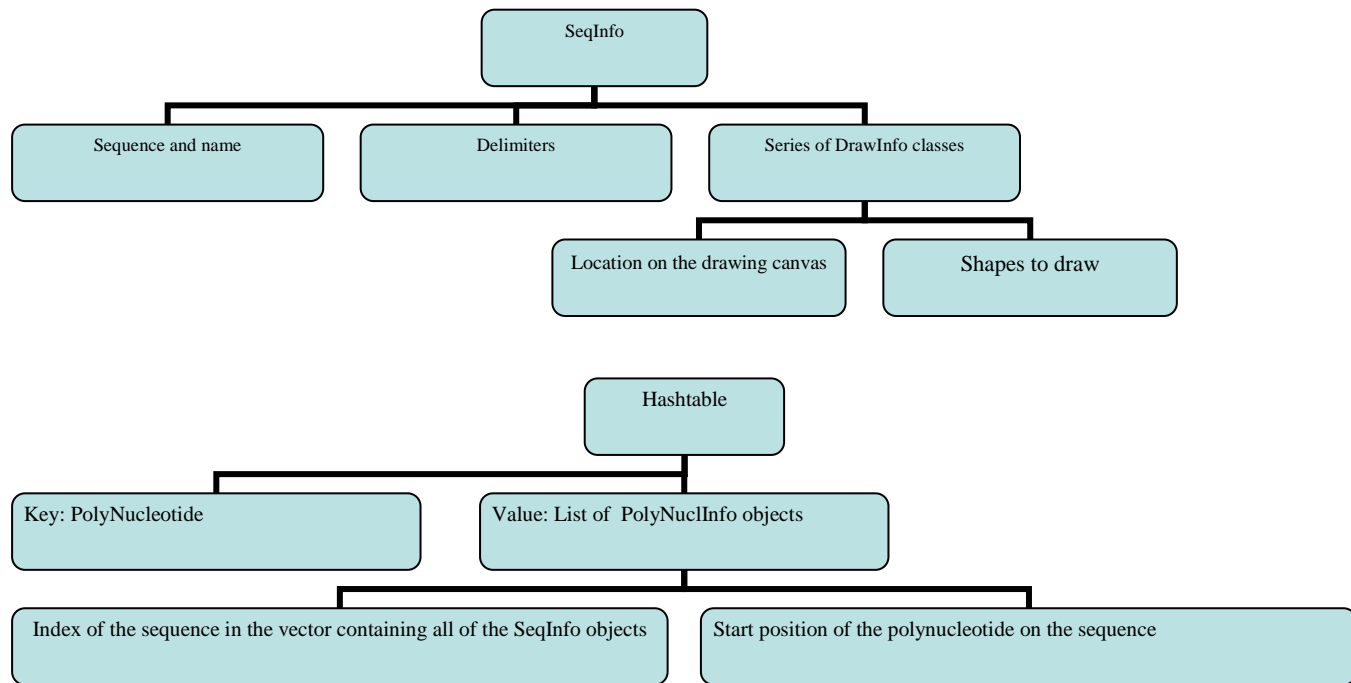 SeqInfo
Sequence and name
Delimiters
Series of DrawInfo classes
Location on the drawing canvas
Shapes to draw
Hashtable
Key: PolyNucleotide
Value: List of  PolyNuclInfo objects
Index of the sequence in the vector containing all of the SeqInfo objects
Start position of the polynucleotide on the sequence